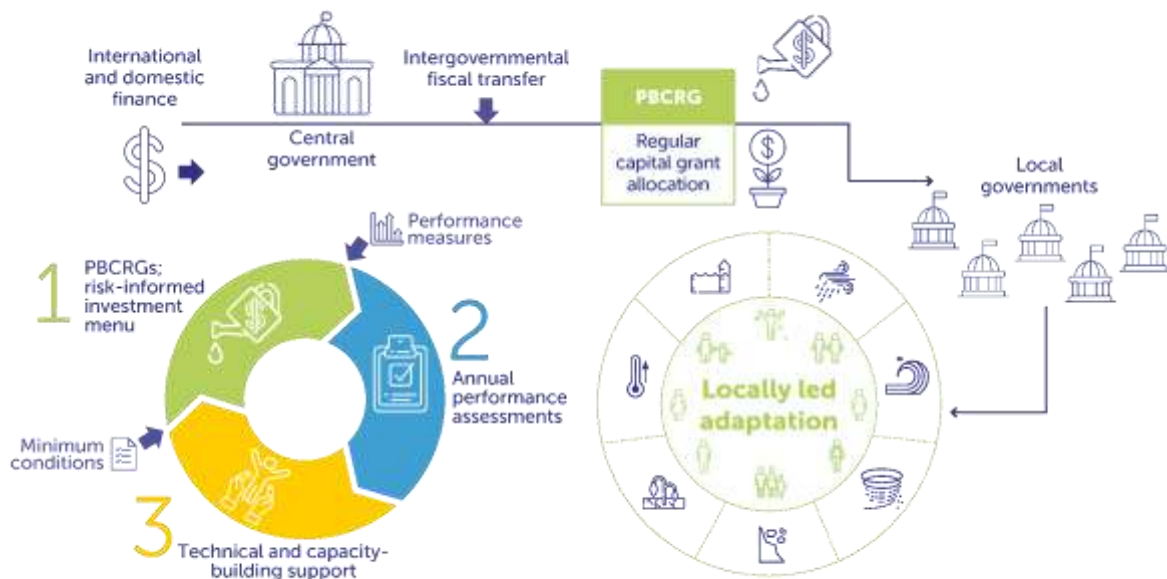 International
and domestic
finance
Central
government
Intergovernmental
fiscal transfer
PBCRG
Regular
capital grant
allocation
Local
governments
Performance
measures
1
PBCRGs;
risk-informed
investment
menu
2
Annual
performance
assessments
Minimum
conditions
3
Technical and capacity-
building support
Locally led
adaptation